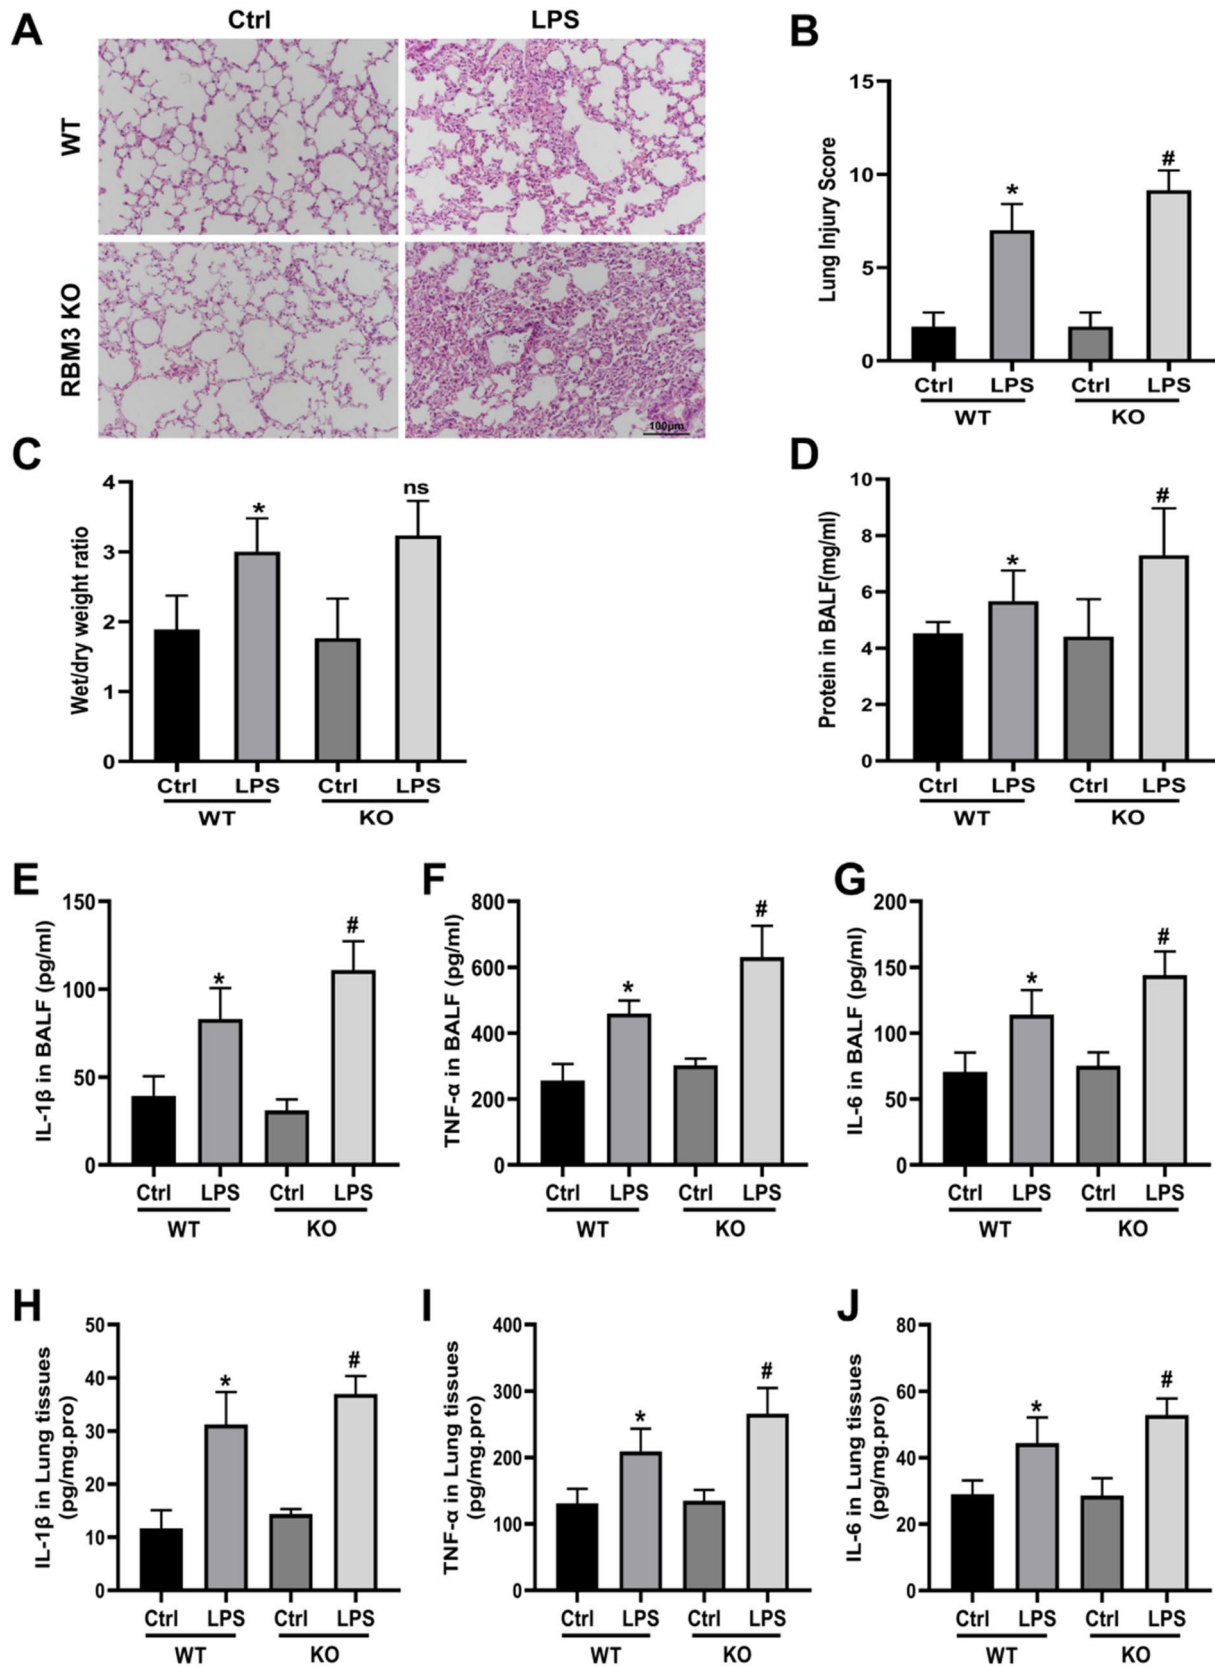 A
Ctrl
LPS
WT
RBM3 KO
100μm
B
Lung Injury Score
15
10
5
0
*
#
Ctrl
LPS
Ctrl
LPS
WT
KO
C
Wet/dry weight ratio
4
3
2
1
0
*
ns
Ctrl
LPS
Ctrl
LPS
WT
KO
D
Protein in BALF(mg/ml)
10
8
6
4
2
0
*
#
Ctrl
LPS
Ctrl
LPS
WT
KO
E
IL-1β in BALF (pg/ml)
150
100
50
0
*
#
Ctrl
LPS
Ctrl
LPS
WT
KO
F
TNF-α in BALF (pg/ml)
800
600
400
200
0
*
#
Ctrl
LPS
Ctrl
LPS
WT
KO
G
IL-6 in BALF (pg/ml)
200
150
100
50
0
*
#
Ctrl
LPS
Ctrl
LPS
WT
KO
H
IL-1β in Lung tissues
(pg/mg.pro)
50
40
30
20
10
0
*
#
Ctrl
LPS
Ctrl
LPS
WT
KO
I
TNF-α in Lung tissues
(pg/mg.pro)
400
300
200
100
0
*
#
Ctrl
LPS
Ctrl
LPS
WT
KO
J
IL-6 in Lung tissues
(pg/mg.pro)
80
60
40
20
0
*
#
Ctrl
LPS
Ctrl
LPS
WT
KO